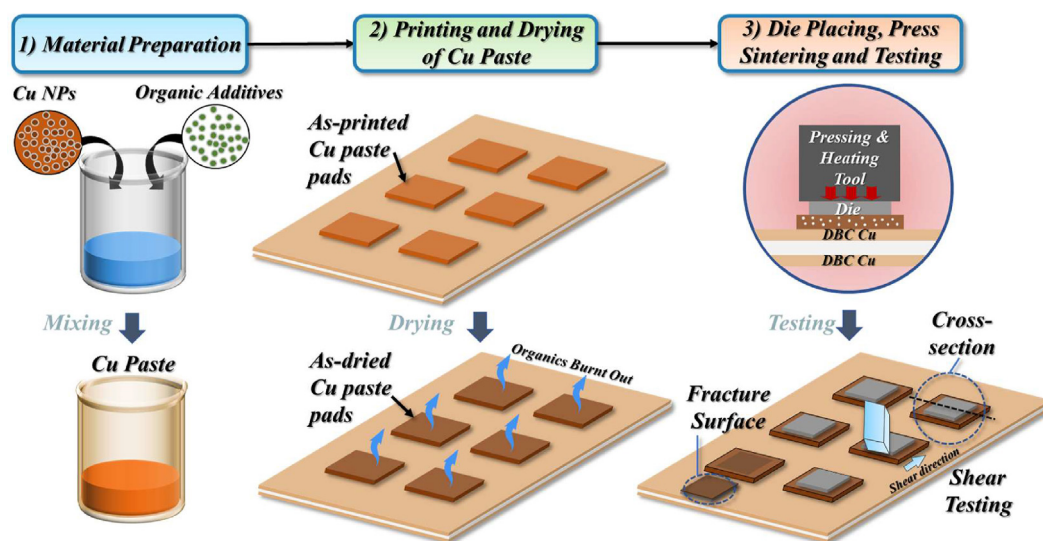 1) Material Preparation
2) Printing and Drying
of Cu Paste
3) Die Placing, Press
Sintering and Testing
Cu NPs
Organic Additives
Mixing
Cu Paste
As-printed
Cu paste
pads
Drying
As-dried
Cu paste
pads
Organics Burnt Out
Pressing &
Heating
Tool
Die
DBC Cu
DBC Cu
Testing
Cross-
section
Fracture
Surface
Shear direction
Shear
Testing